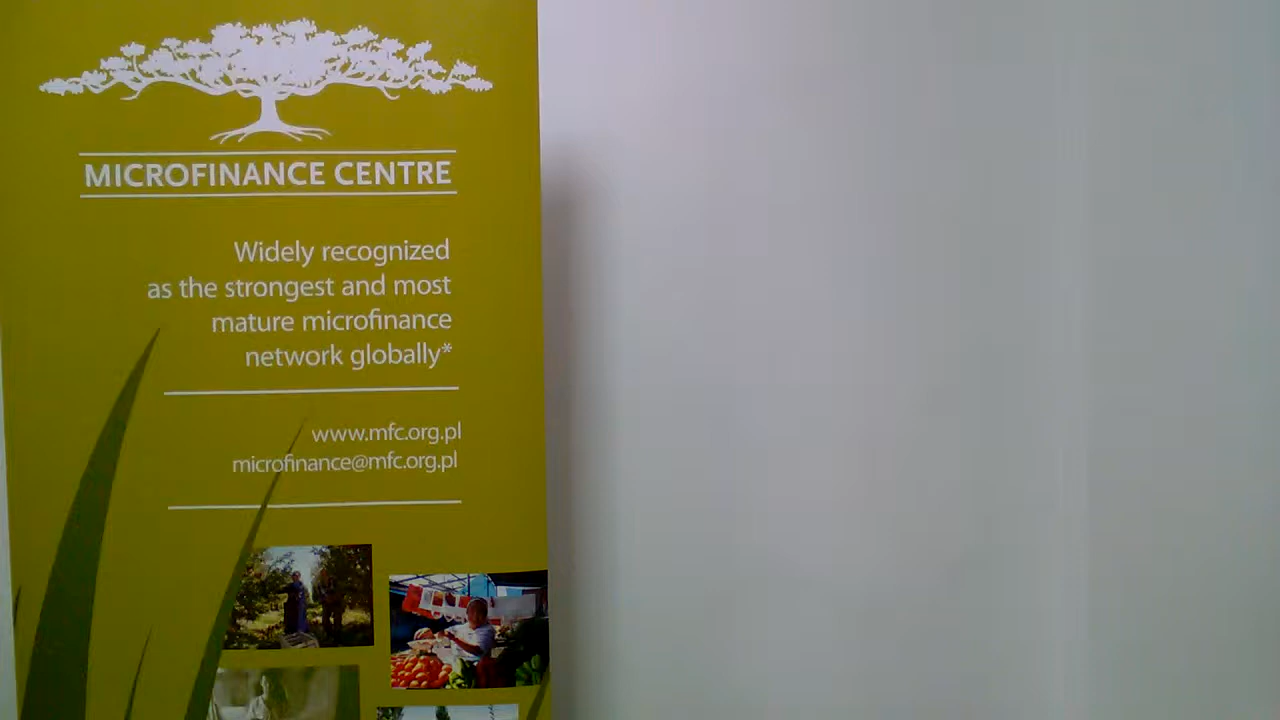 MICROFINANCE CENTRE
Widely recognized
as the strongest and most
mature microfinance
network globally*
www.mfc.org.pl
microfinance@mfc.org.pl